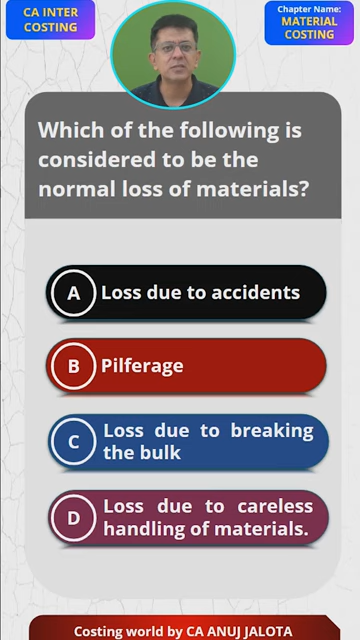 CA INTER
COSTING
Chapter Name:
MATERIAL
COSTING
Which of the following is
considered to be the
normal loss of materials?
A Loss due to accidents
B Pilferage
C Loss due to breaking
the bulk
D Loss due to careless
handling of materials.
Costing world by CA ANUJ JALOTA